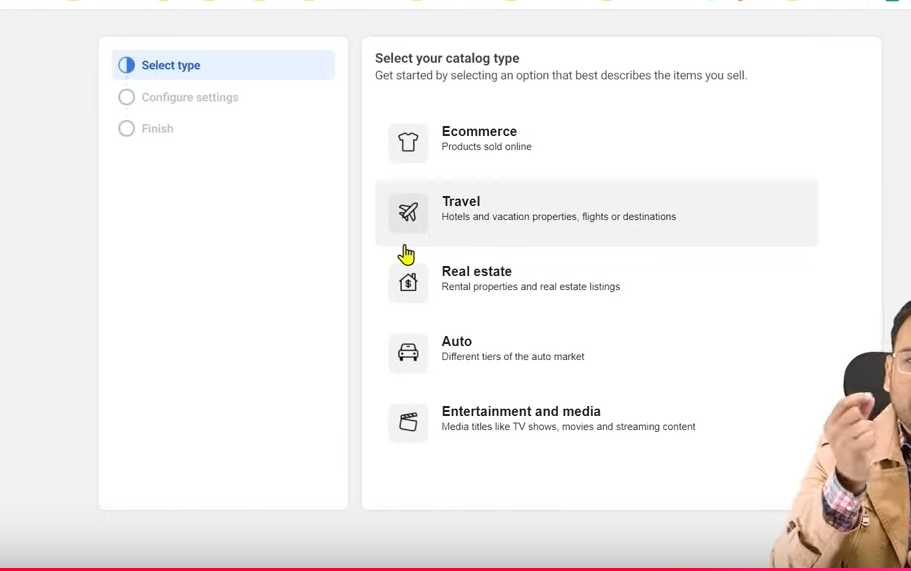 Select type
Configure settings
Finish
Select your catalog type
Get started by selecting an option that best describes the items you sell.
Ecommerce
Products sold online
Travel
Hotels and vacation properties, flights or destinations
Real estate
Rental properties and real estate listings
Auto
Different tiers of the auto market
Entertainment and media
Media titles like TV shows, movies and streaming content